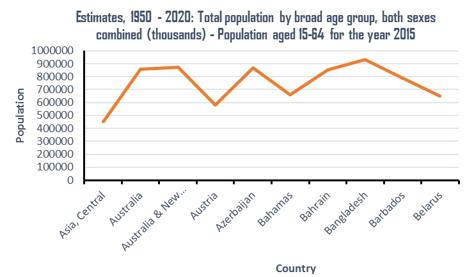 Estimates, 1950 - 2020: Total population by broad age group, both sexes
combined (thousands) - Population aged 15-64 for the year 2015
1000000
900000
800000
700000
600000
500000
400000
300000
200000
100000
0
Population
Asia, Central
Australia
Australia & New...
Austria
Azerbaijan
Bahamas
Bahrain
Bangladesh
Barbados
Belarus
Country